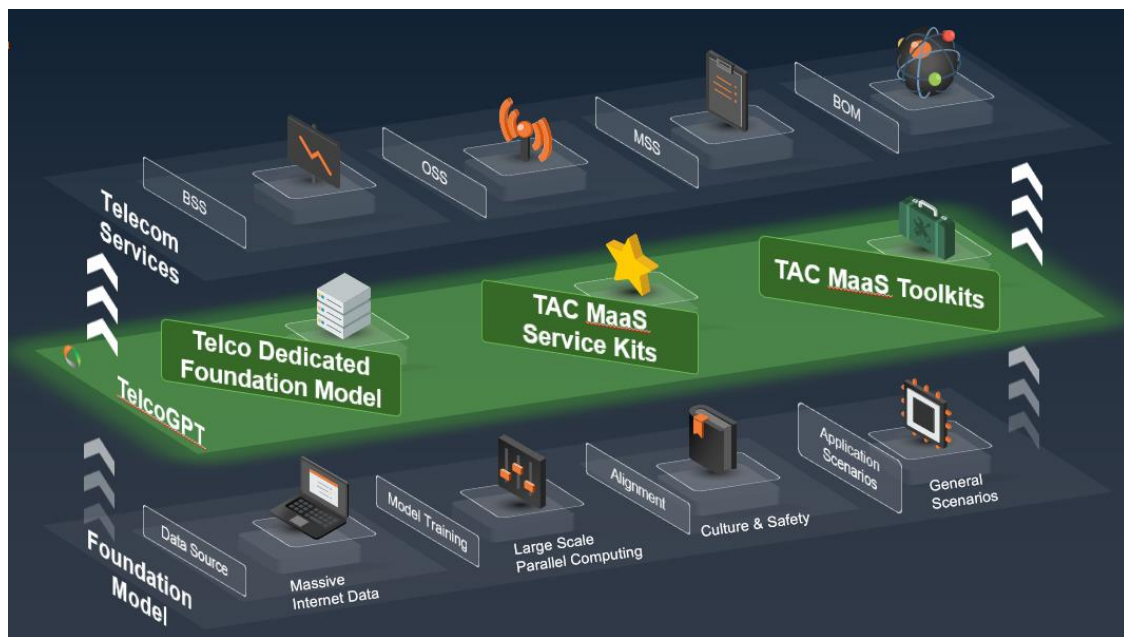 BSS
OSS
MSS
BOM
Telecom
Services
Telco Dedicated
Foundation Model
TAC MaaS
Service Kits
TAC MaaS Toolkits
TelcoGPT
Data Source
Massive
Internet Data
Model Training
Large Scale
Parallel Computing
Alignment
Culture & Safety
Application
Scenarios
General
Scenarios
Foundation
Model